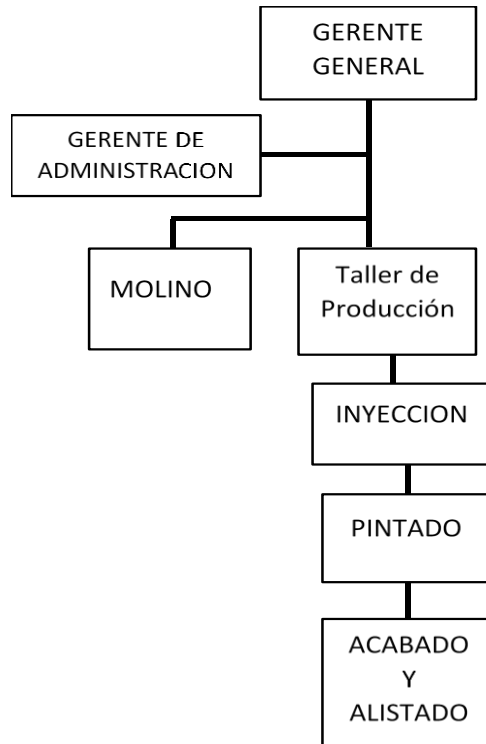 GERENTE
GENERAL
GERENTE DE
ADMINISTRACION
MOLINO
Taller de
Producción
INYECCION
PINTADO
ACABADO
Y
ALISTADO